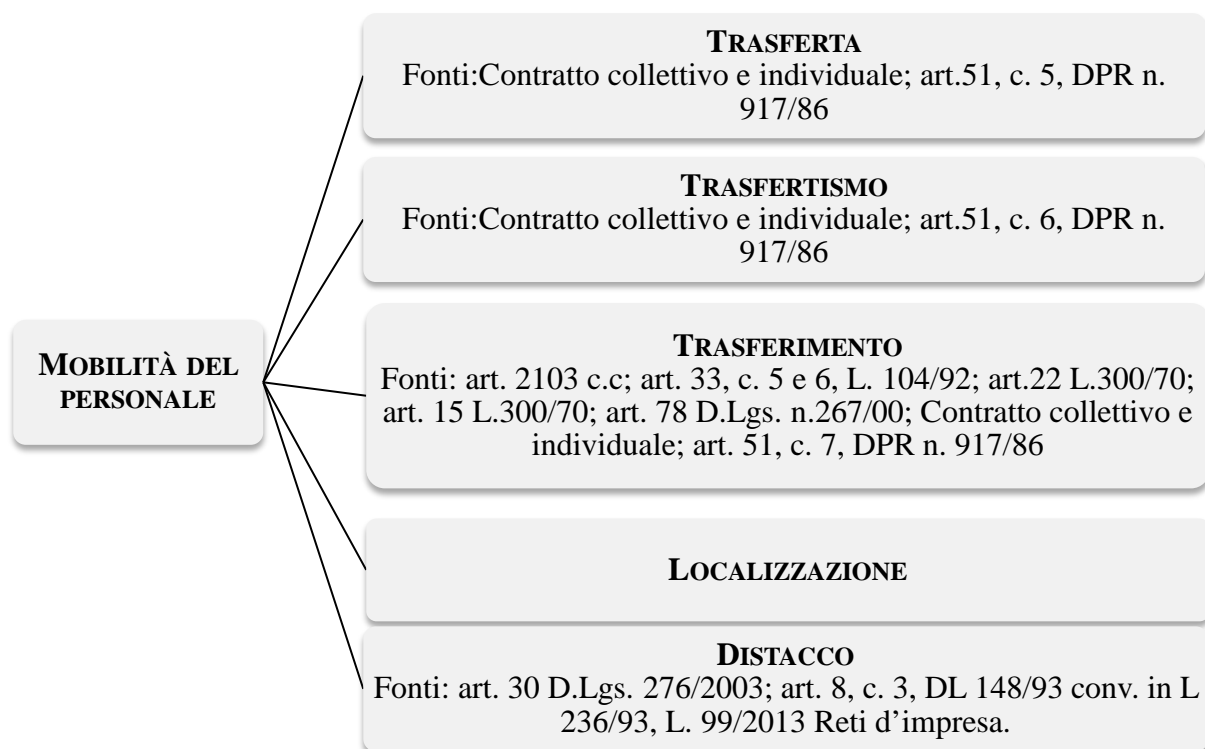 MOBILITÀ DEL
PERSONALE
TRASFERTA
Fonti:Contratto collettivo e individuale; art.51, c. 5, DPR n.
917/86
TRASFERTISMO
Fonti:Contratto collettivo e individuale; art.51, c. 6, DPR n.
917/86
TRASFERIMENTO
Fonti: art. 2103 c.c; art. 33, c. 5 e 6, L. 104/92; art.22 L.300/70;
art. 15 L.300/70; art. 78 D.Lgs. n.267/00; Contratto collettivo e
individuale; art. 51, c. 7, DPR n. 917/86
LOCALIZZAZIONE
DISTACCO
Fonti: art. 30 D.Lgs. 276/2003; art. 8, c. 3, DL 148/93 conv. in L
236/93, L. 99/2013 Reti d’impresa.